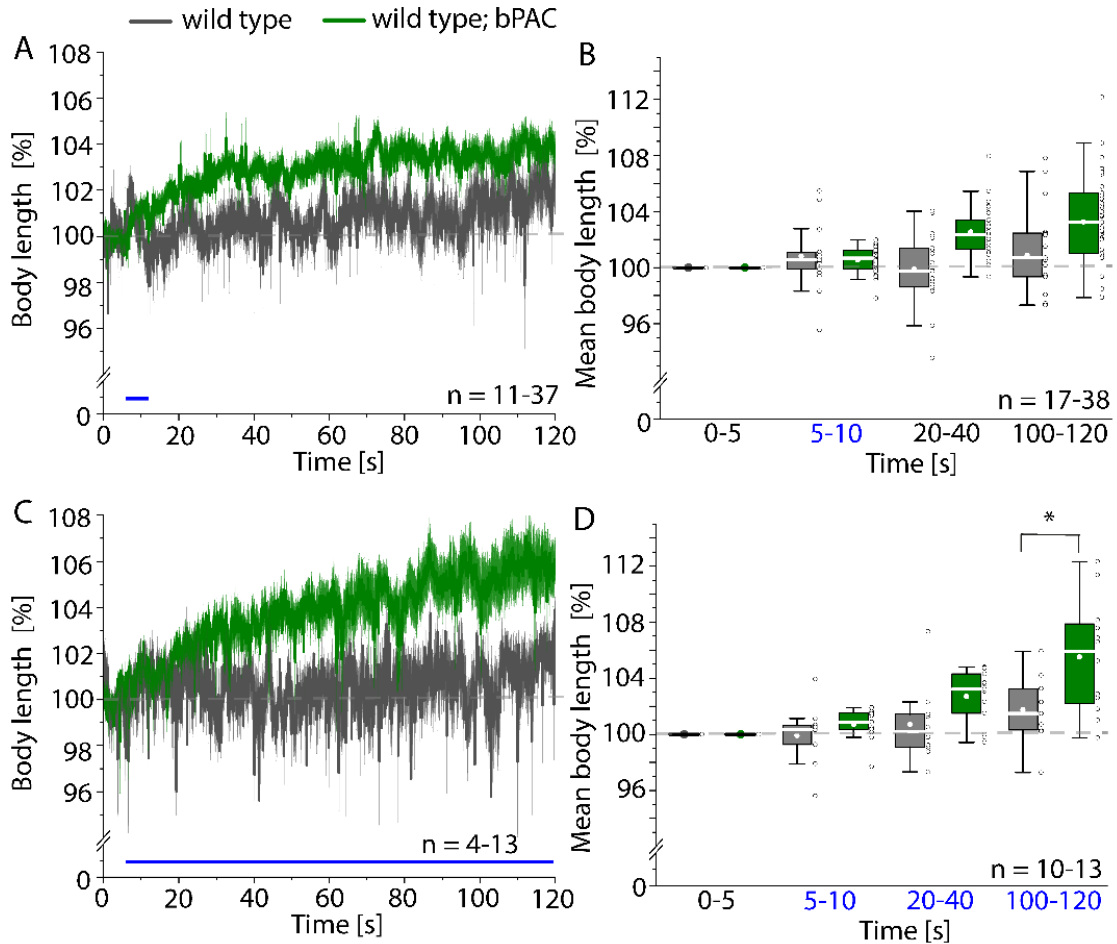 wild type wild type; bPAC
A
108
106
104
102
100
98
96
0
Body length [%]
n = 11-37
0 20 40 60 80 100 120
Time [s]
B
112
108
104
100
96
0
Mean body length [%]
n = 17-38
0-5 5-10 20-40 100-120
Time [s]
C
108
106
104
102
100
98
96
0
Body length [%]
n = 4-13
0 20 40 60 80 100 120
Time [s]
D
*
112
108
104
100
96
0
Mean body length [%]
n = 10-13
0-5 5-10 20-40 100-120
Time [s]